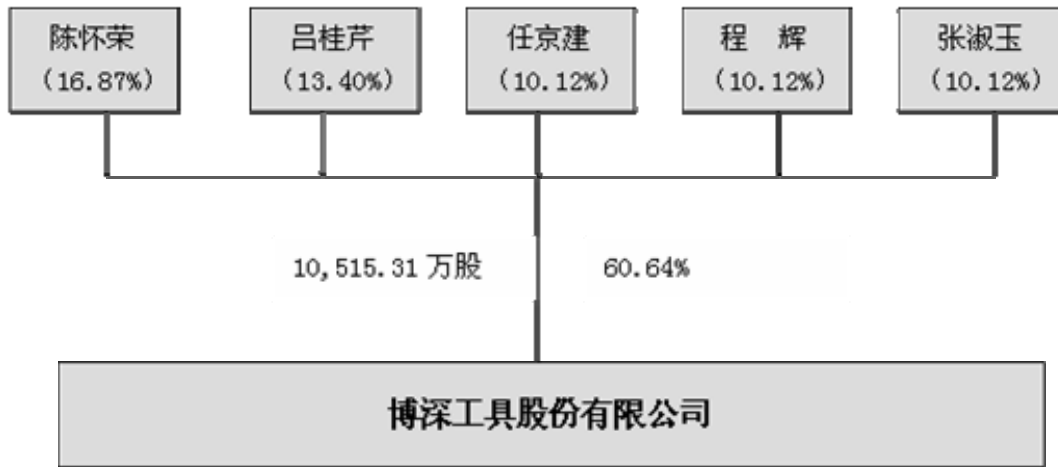 陈怀荣
（16.87%）
吕桂芹
（13.40%）
任京建
（10.12%）
程　辉
（10.12%）
张淑玉
（10.12%）
10,515.31 万股
60.64%
博深工具股份有限公司